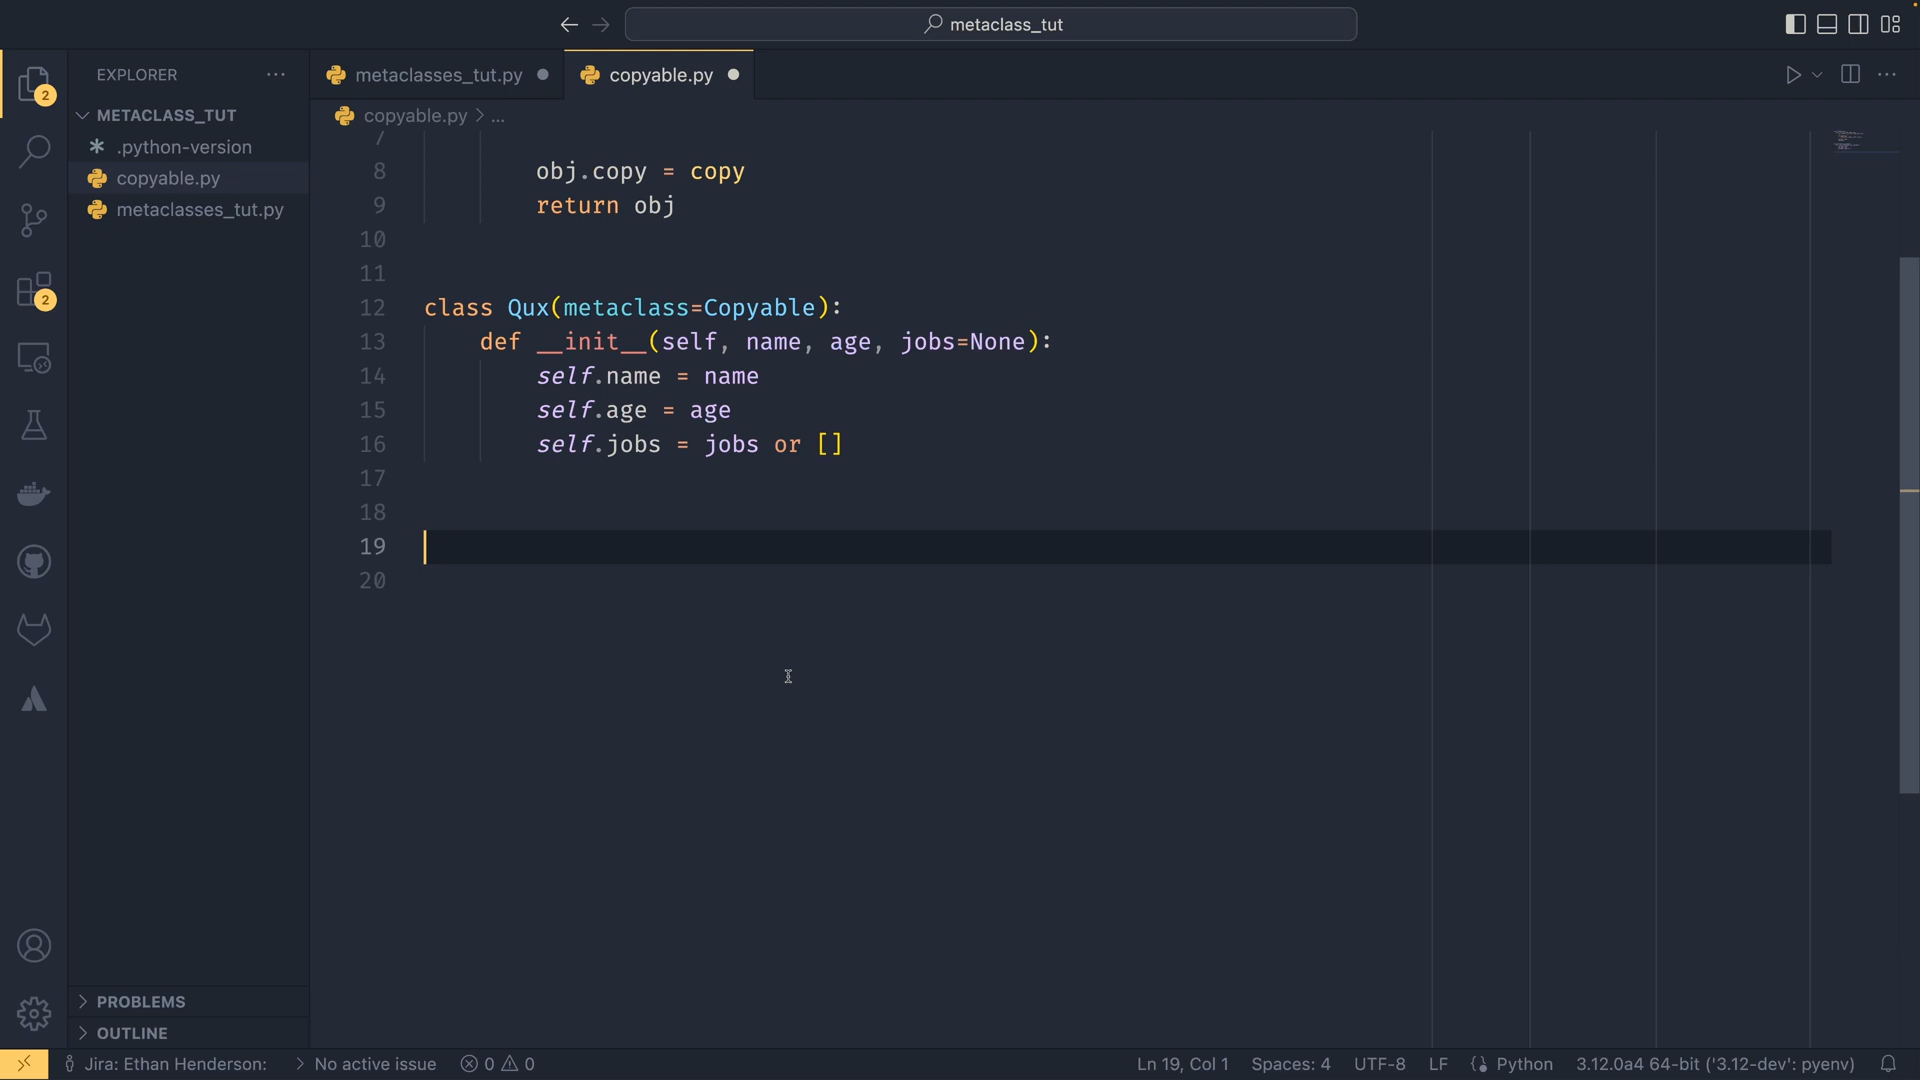 metaclass_tut
EXPLORER
METACLASS_TUT
.python-version
copyable.py
metaclasses_tut.py
PROBLEMS
OUTLINE
2
2
metaclasses_tut.py
copyable.py
copyable.py > ...
7
8 obj.copy = copy
9 return obj
10
11
12 class Qux(metaclass=Copyable):
13 def __init__(self, name, age, jobs=None):
14 self.name = name
15 self.age = age
16 self.jobs = jobs or []
17
18
19
20
Jira: Ethan Henderson: > No active issue 0 0 Ln 19, Col 1 Spaces: 4 UTF-8 LF Python 3.12.0a4 64-bit ('3.12-dev': pyenv)